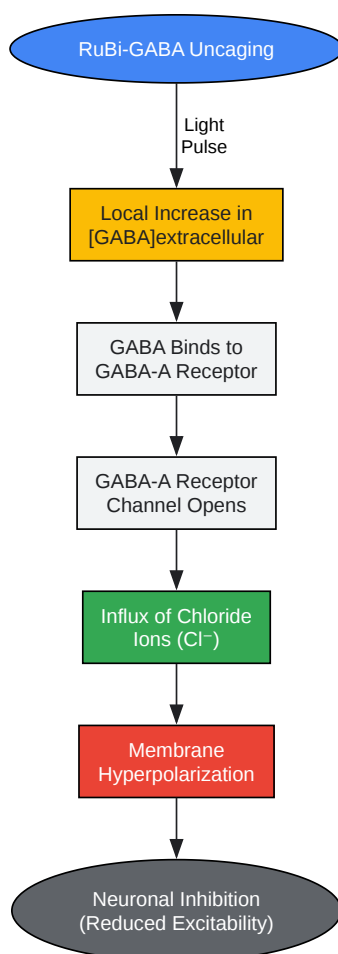 RuBi-GABA Uncaging
Light
Pulse
Local Increase in
[GABA]extracellular
GABA Binds to
GABA-A Receptor
GABA-A Receptor
Channel Opens
Influx of Chloride
Ions (Cl⁻)
Membrane
Hyperpolarization
Neuronal Inhibition
(Reduced Excitability)